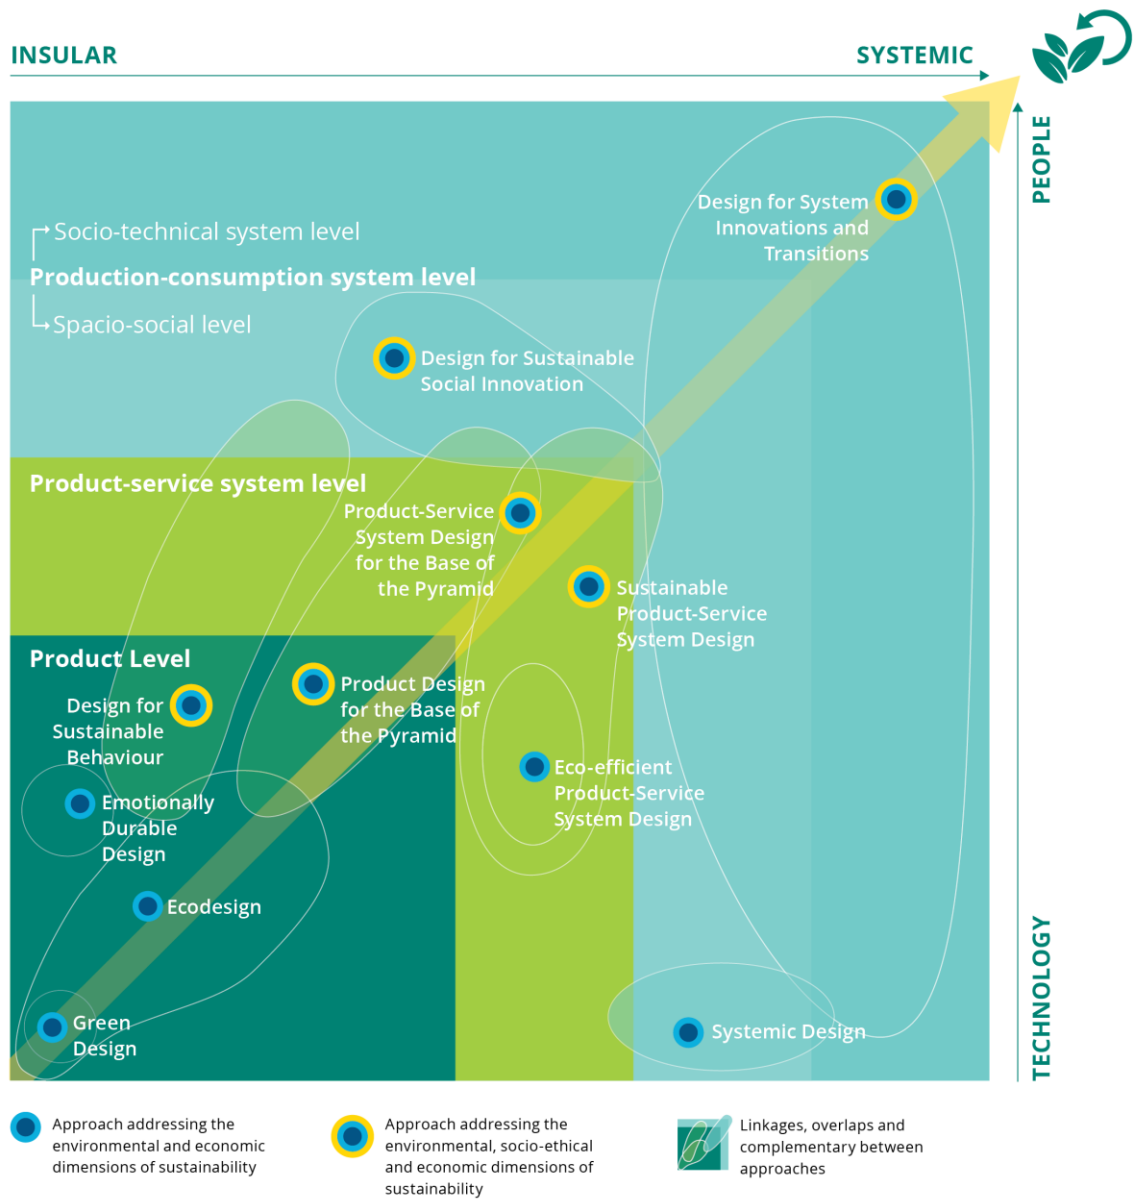 INSULAR
SYSTEMIC
PEOPLE
Design for System
Innovations and
Transitions
Socio-technical system level
Production-consumption system level
Spacio-social level
Design for Sustainable
Social Innovation
Product-service system level
Product-Service
System Design
for the Base of
the Pyramid
Sustainable
Product-Service
System Design
Product Level
Design for
Sustainable
Behaviour
Product Design
for the Base of
the Pyramid
Eco-efficient
Product-Service
System Design
Emotionally
Durable
Design
Ecodesign
Green
Design
Systemic Design
TECHNOLOGY
Approach addressing the
environmental and economic
dimensions of sustainability
Approach addressing the
environmental, socio-ethical
and economic dimensions of
sustainability
Linkages, overlaps and
complementary between
approaches